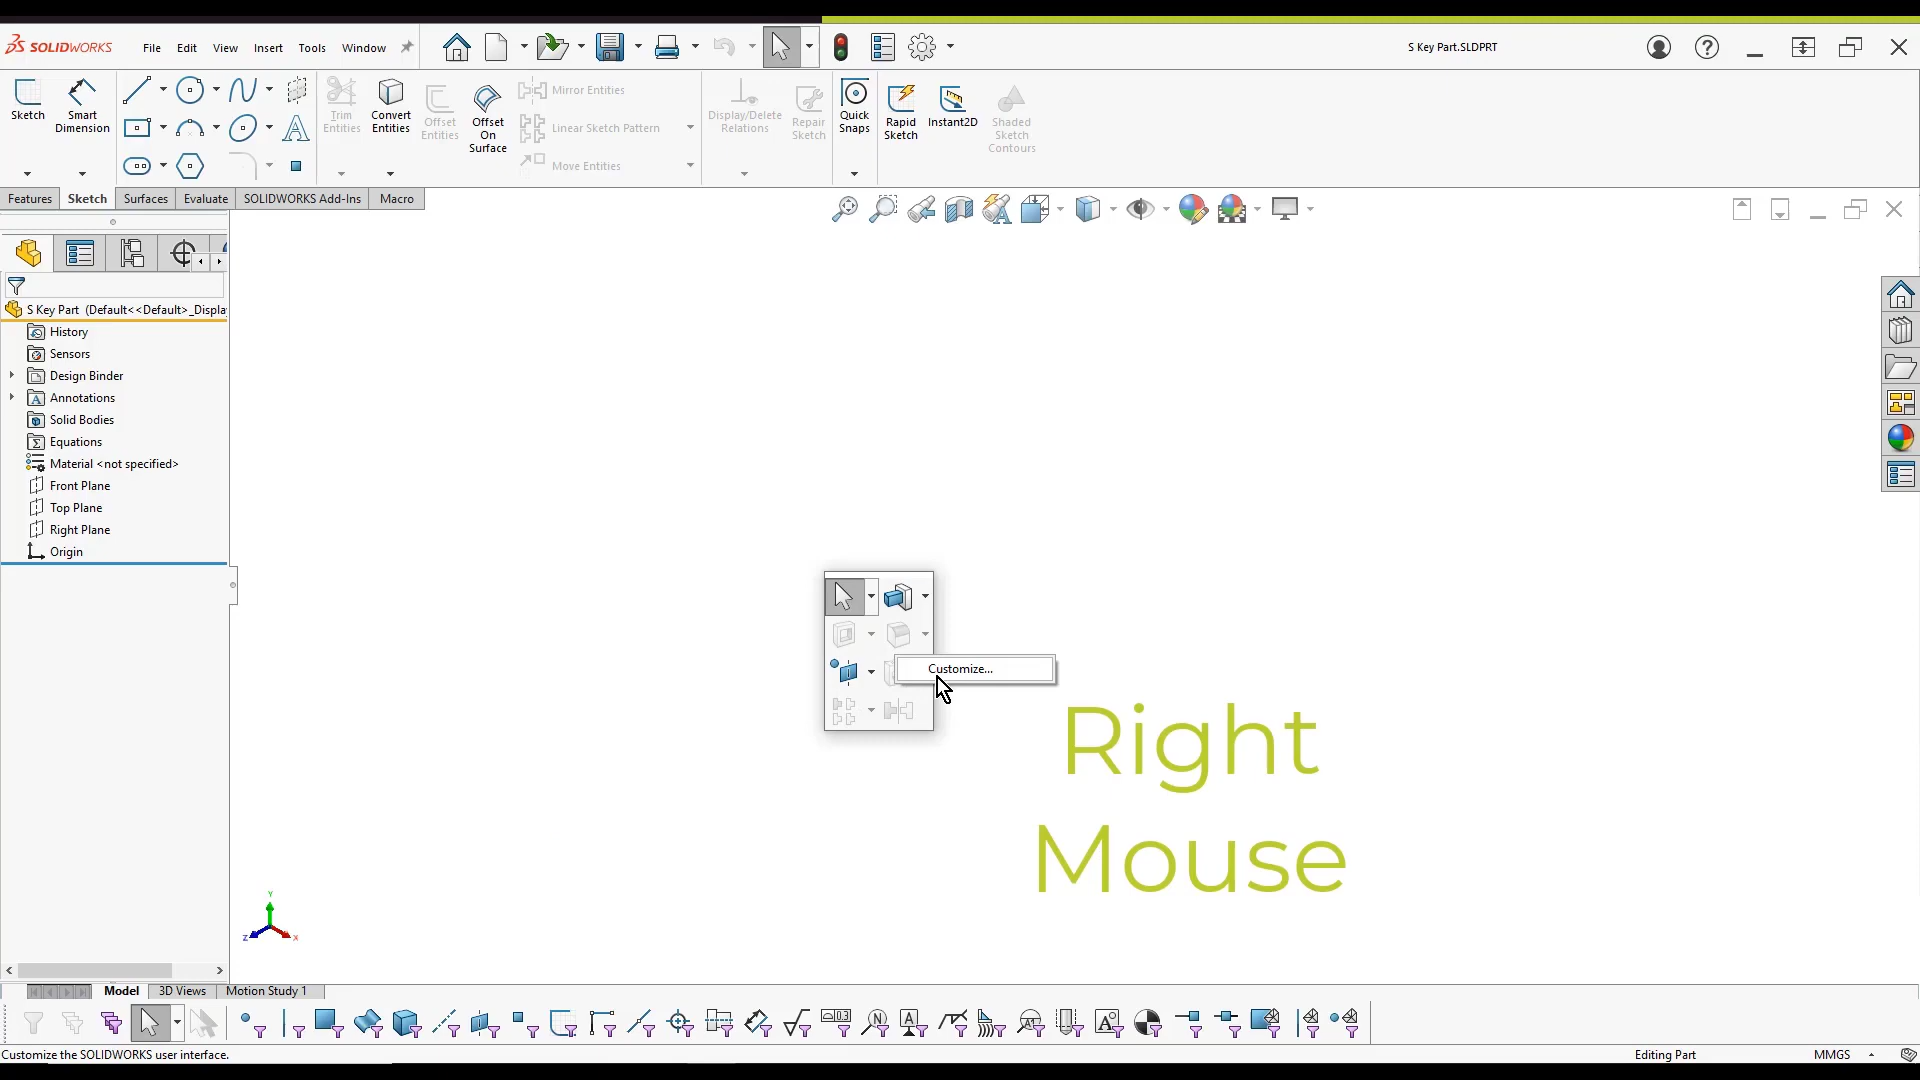 SOLIDWORKS File Edit View Insert Tools Window S Key Part.SLDPRT
Sketch
Smart Dimension
Trim Entities
Convert Entities
Offset Entities
Offset On Surface
Mirror Entities
Linear Sketch Pattern
Move Entities
Display/Delete Relations
Repair Sketch
Quick Snaps
Rapid Sketch
Instant2D
Shaded Sketch Contours
Features Sketch Surfaces Evaluate SOLIDWORKS Add-Ins Macro
S Key Part (Default<<Default>_Displa
History
Sensors
Design Binder
Annotations
Solid Bodies
Equations
Material <not specified>
Front Plane
Top Plane
Right Plane
Origin
Customize...
Right
Mouse
Y
Z X
Model 3D Views Motion Study 1
Customize the SOLIDWORKS user interface. Editing Part MMGS